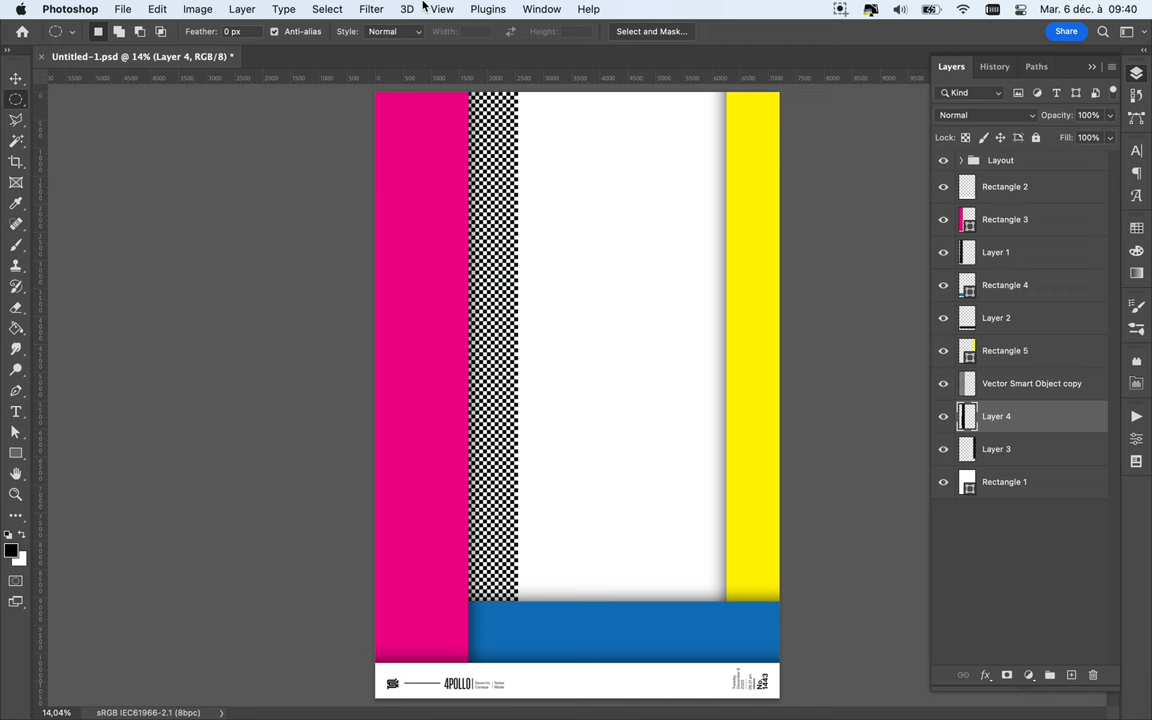 Photoshop File Edit Image Layer Type Select Filter 3D View Plugins Window Help Mar. 6 déc. à 09:40
Feather: 0 px Anti-alias Style: Normal Width: Height: Select and Mask... Share
Untitled-1.psd @ 14% (Layer 4, RGB/8) *
Layers History Paths
Kind
Normal Opacity: 100%
Lock: Fill: 100%
Layout
Rectangle 2
Rectangle 3
Layer 1
Rectangle 4
Layer 2
Rectangle 5
Vector Smart Object copy
Layer 4
Layer 3
Rectangle 1
4POLLO
No. 1443
14,04% sRGB IEC61966-2.1 (8bpc)